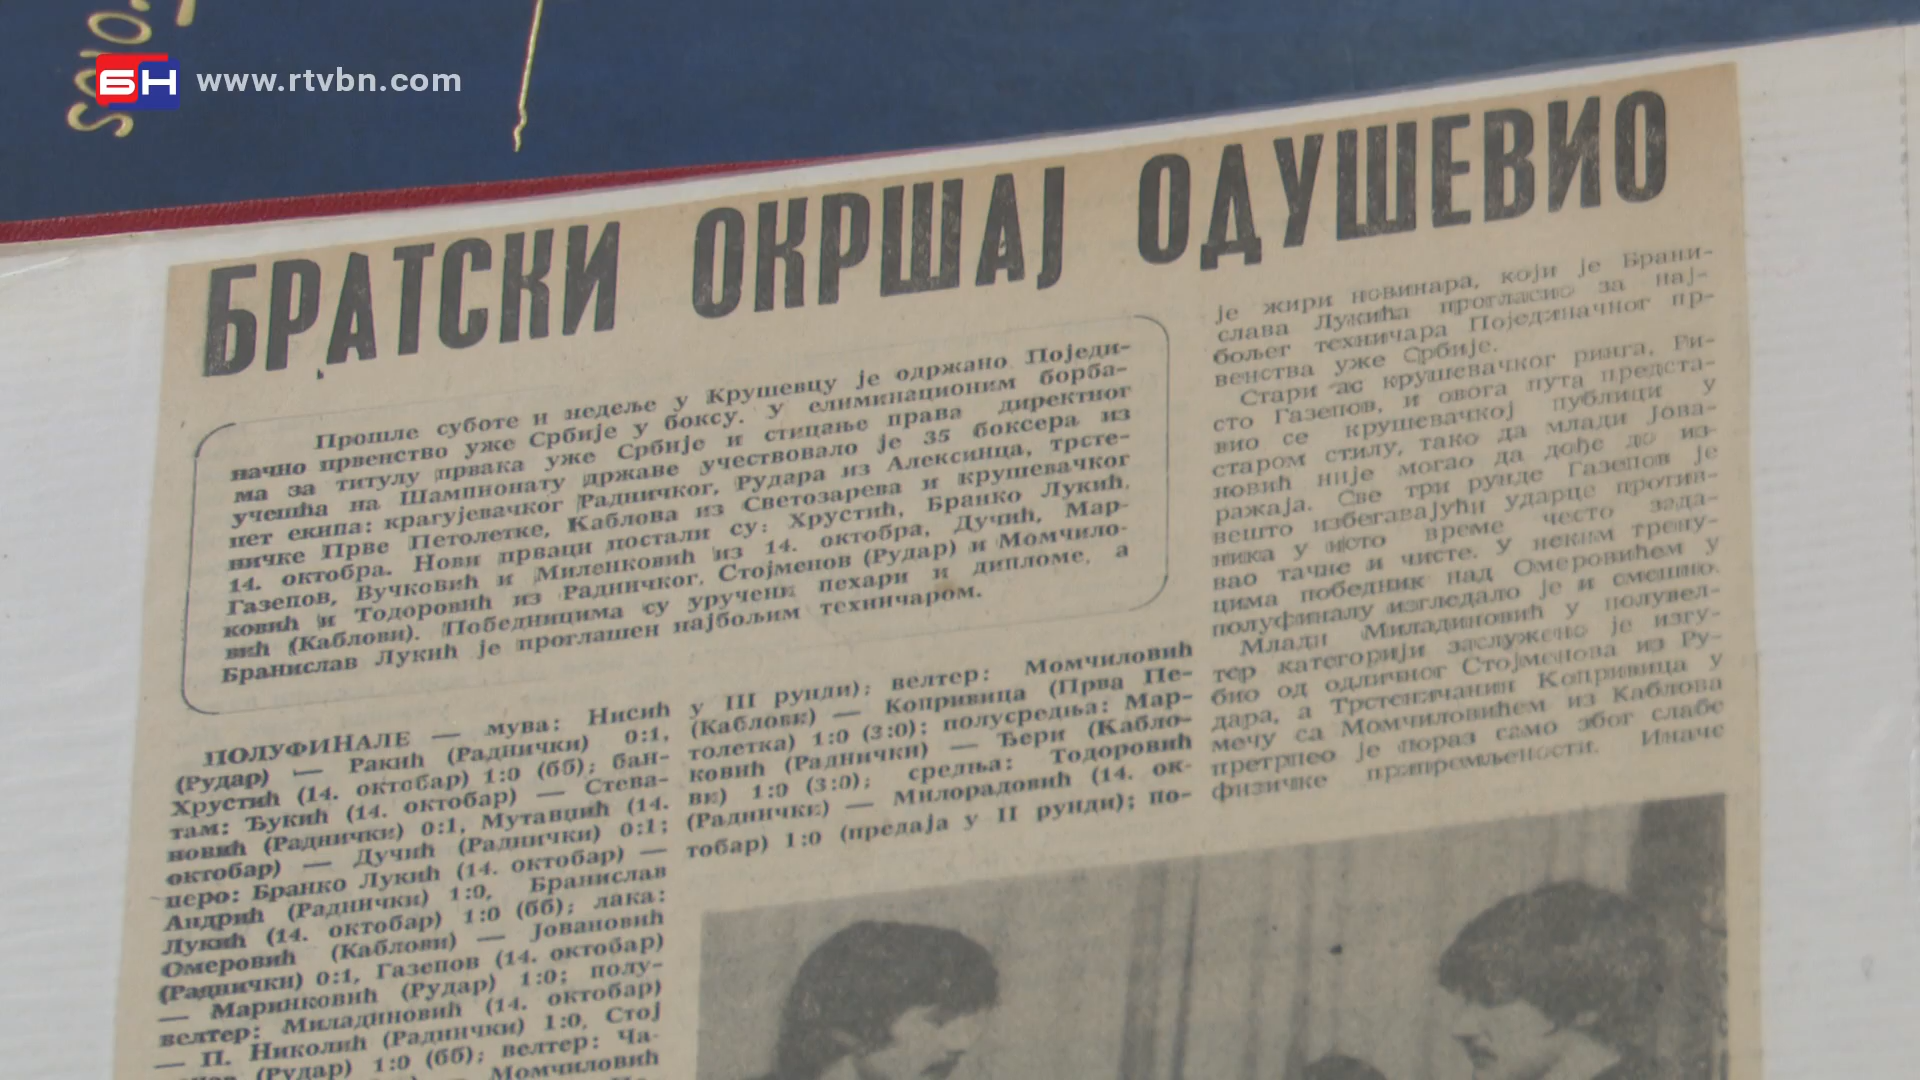 БН www.rtvbn.com
БРАТСКИ ОКРШАЈ ОДУШЕВИО
Прошле суботе и недеље у Крушевцу је одржано Поједи-
начно првенство уже Србије у боксу. У елиминационим борба-
ма за титулу првака уже Србије и стицање права директног
учешћа на Шампионату државе учествовало је 35 боксера из
пет екипа: крагујевачког Радничког, Рудара из Алексинца, трсте-
ничке Прве Петолетке, Каблова из Светозарева и крушевачког
14. октобра. Нови прваци постали су: Хрустић, Бранко Лукић,
Газепов, Вучковић и Миленковић из 14. октобра, Дучић, Мар-
ковић и Тодоровић из Радничког, Стојменов (Рудар) и Момчило-
вић (Каблови). Победницима су уручени пехари и дипломе, а
Бранислав Лукић је проглашен најбољим техничаром.
ПОЛУФИНАЛЕ — мува: Нисић
(Рудар) — Ракић (Раднички) 0:1,
Хрустић (14. октобар) 1:0 (бб); бан-
там: Ђукић (14. октобар) — Стева-
новић (Раднички) 0:1, Мутавџић (14.
октобар) — Дучић (Раднички) 0:1;
перо: Бранко Лукић (14. октобар) —
Андрић (Раднички) 1:0, Бранислав
Лукић (14. октобар) 1:0 (бб); лака:
Омеровић (Каблови) — Јовановић
(Раднички) 0:1, Газепов (14. октобар)
— Маринковић (Рудар) 1:0; полу-
велтер: Миладиновић (14. октобар)
— П. Николић (Раднички) 1:0, Стој
(Рудар) 1:0 (бб); велтер: Ча-
Момчиловић
у III рунди); велтер: Момчиловић
(Каблови) — Копривица (Прва Пе-
толетка) 1:0 (3:0); полусредња: Мар-
ковић (Раднички) — Ђери (Кабло-
ви) 1:0 (3:0); средња: Тодоровић
(Раднички) — Милорадовић (14. ок-
тобар) 1:0 (предаја у II рунди); по-
је жири новинара, који је Брани-
слава Лукића прогласио за нај-
бољег техничара Појединачног пр-
венства уже Србије.
Стари ас крушевачког ринга, Ри-
сто Газепов, и овога пута предста-
вио се крушевачкој публици у
старом стилу, тако да млади Јова-
новић није могао да дође до из-
ражаја. Све три рунде Газепов је
вешто избегавајући ударце против-
ника у исто време често зада-
вао тачне и чисте. У неким трену-
цима победник над Омеровићем у
полуфиналу изгледало је и смешно.
Млади Миладиновић у полувел-
тер категорији заслужено је изгу-
био од одличног Стојменова из Ру-
дара, а Трстеничанин Копривица у
мечу са Момчиловићем из Каблова
претрпео је пораз само због слабе
физичке припремљености. Иначе